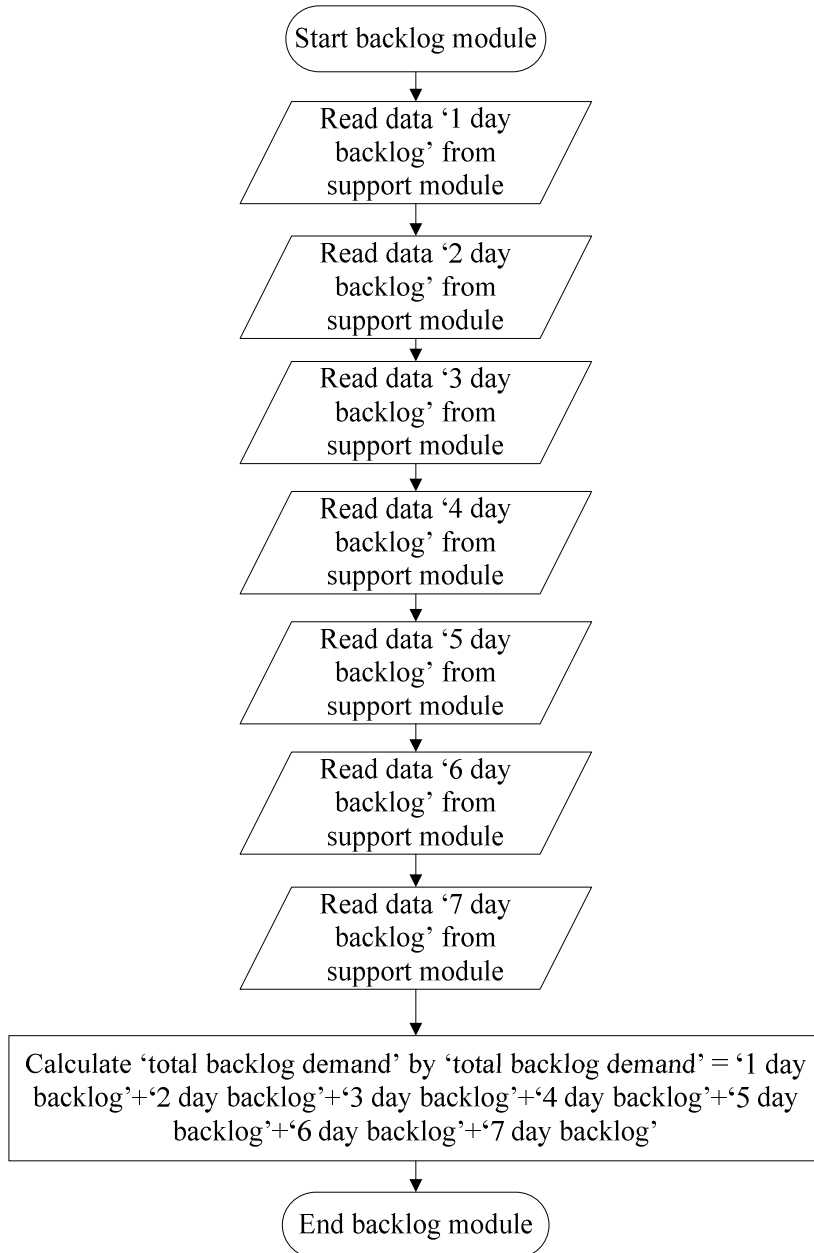 Start backlog module
Read data ‘1 day
backlog’ from
support module
Read data ‘2 day
backlog’ from
support module
Read data ‘3 day
backlog’ from
support module
Read data ‘4 day
backlog’ from
support module
Read data ‘5 day
backlog’ from
support module
Read data ‘6 day
backlog’ from
support module
Read data ‘7 day
backlog’ from
support module
Calculate ‘total backlog demand’ by ‘total backlog demand’ = ‘1 day
backlog’+‘2 day backlog’+‘3 day backlog’+‘4 day backlog’+‘5 day
backlog’+‘6 day backlog’+‘7 day backlog’
End backlog module